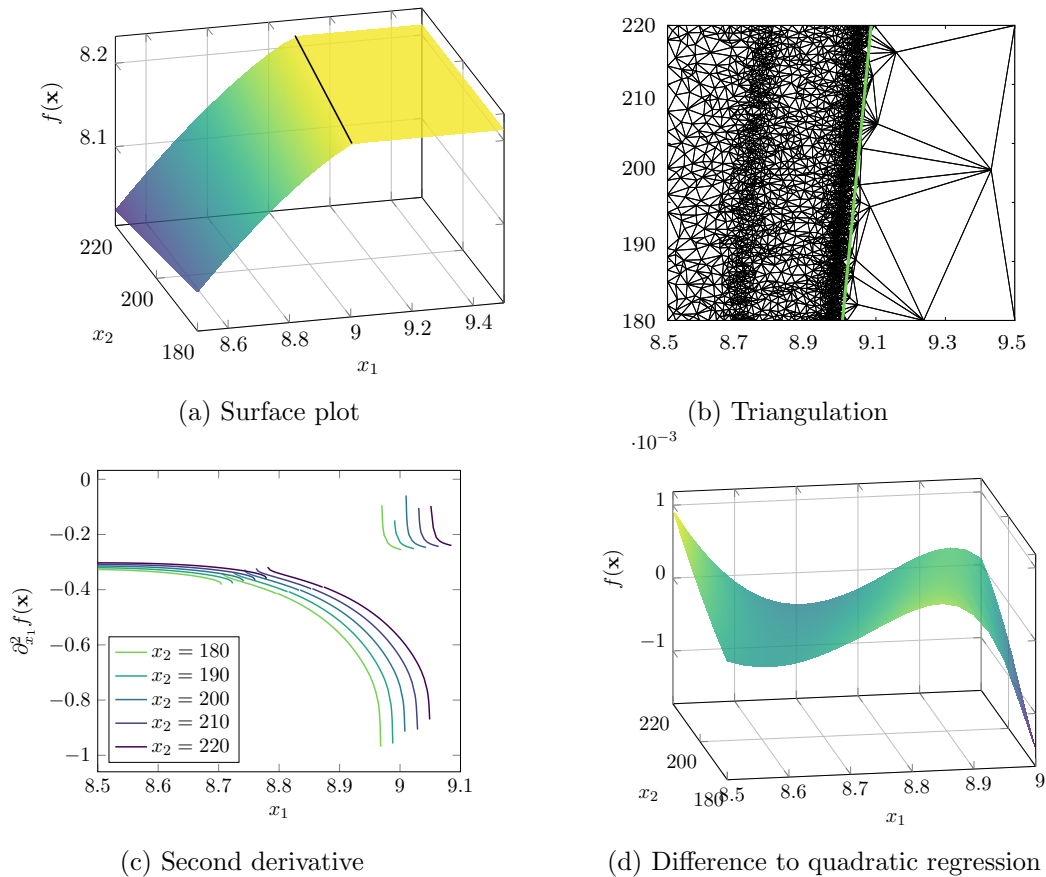 8.2
8.1
f(x)
220
200
180
x₂
8.6
8.8
9
9.2
9.4
x₁
(a) Surface plot
220
210
200
190
180
8.5
8.7
8.9
9.1
9.3
9.5
(b) Triangulation
0
−0.2
−0.4
−0.6
−0.8
−1
∂²ₓ₁ f(x)
x₂ = 180
x₂ = 190
x₂ = 200
x₂ = 210
x₂ = 220
8.5
8.6
8.7
8.8
8.9
9
9.1
x₁
(c) Second derivative
·10⁻³
1
0
−1
f(x)
220
200
180
x₂
8.5
8.6
8.7
8.8
8.9
9
x₁
(d) Difference to quadratic regression